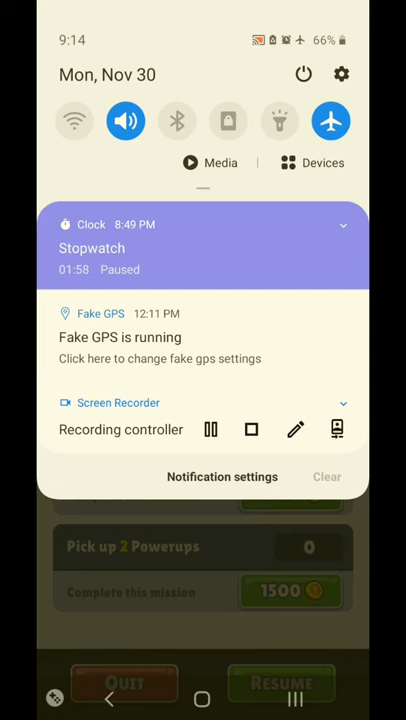 9:14
66%
Mon, Nov 30
Media
Devices
Clock 8:49 PM
Stopwatch
01:58 Paused
Fake GPS 12:11 PM
Fake GPS is running
Click here to change fake gps settings
Screen Recorder
Recording controller
Notification settings
Clear
Pick up 2 Powerups
0
Complete this mission
1500
QUIT
RESUME